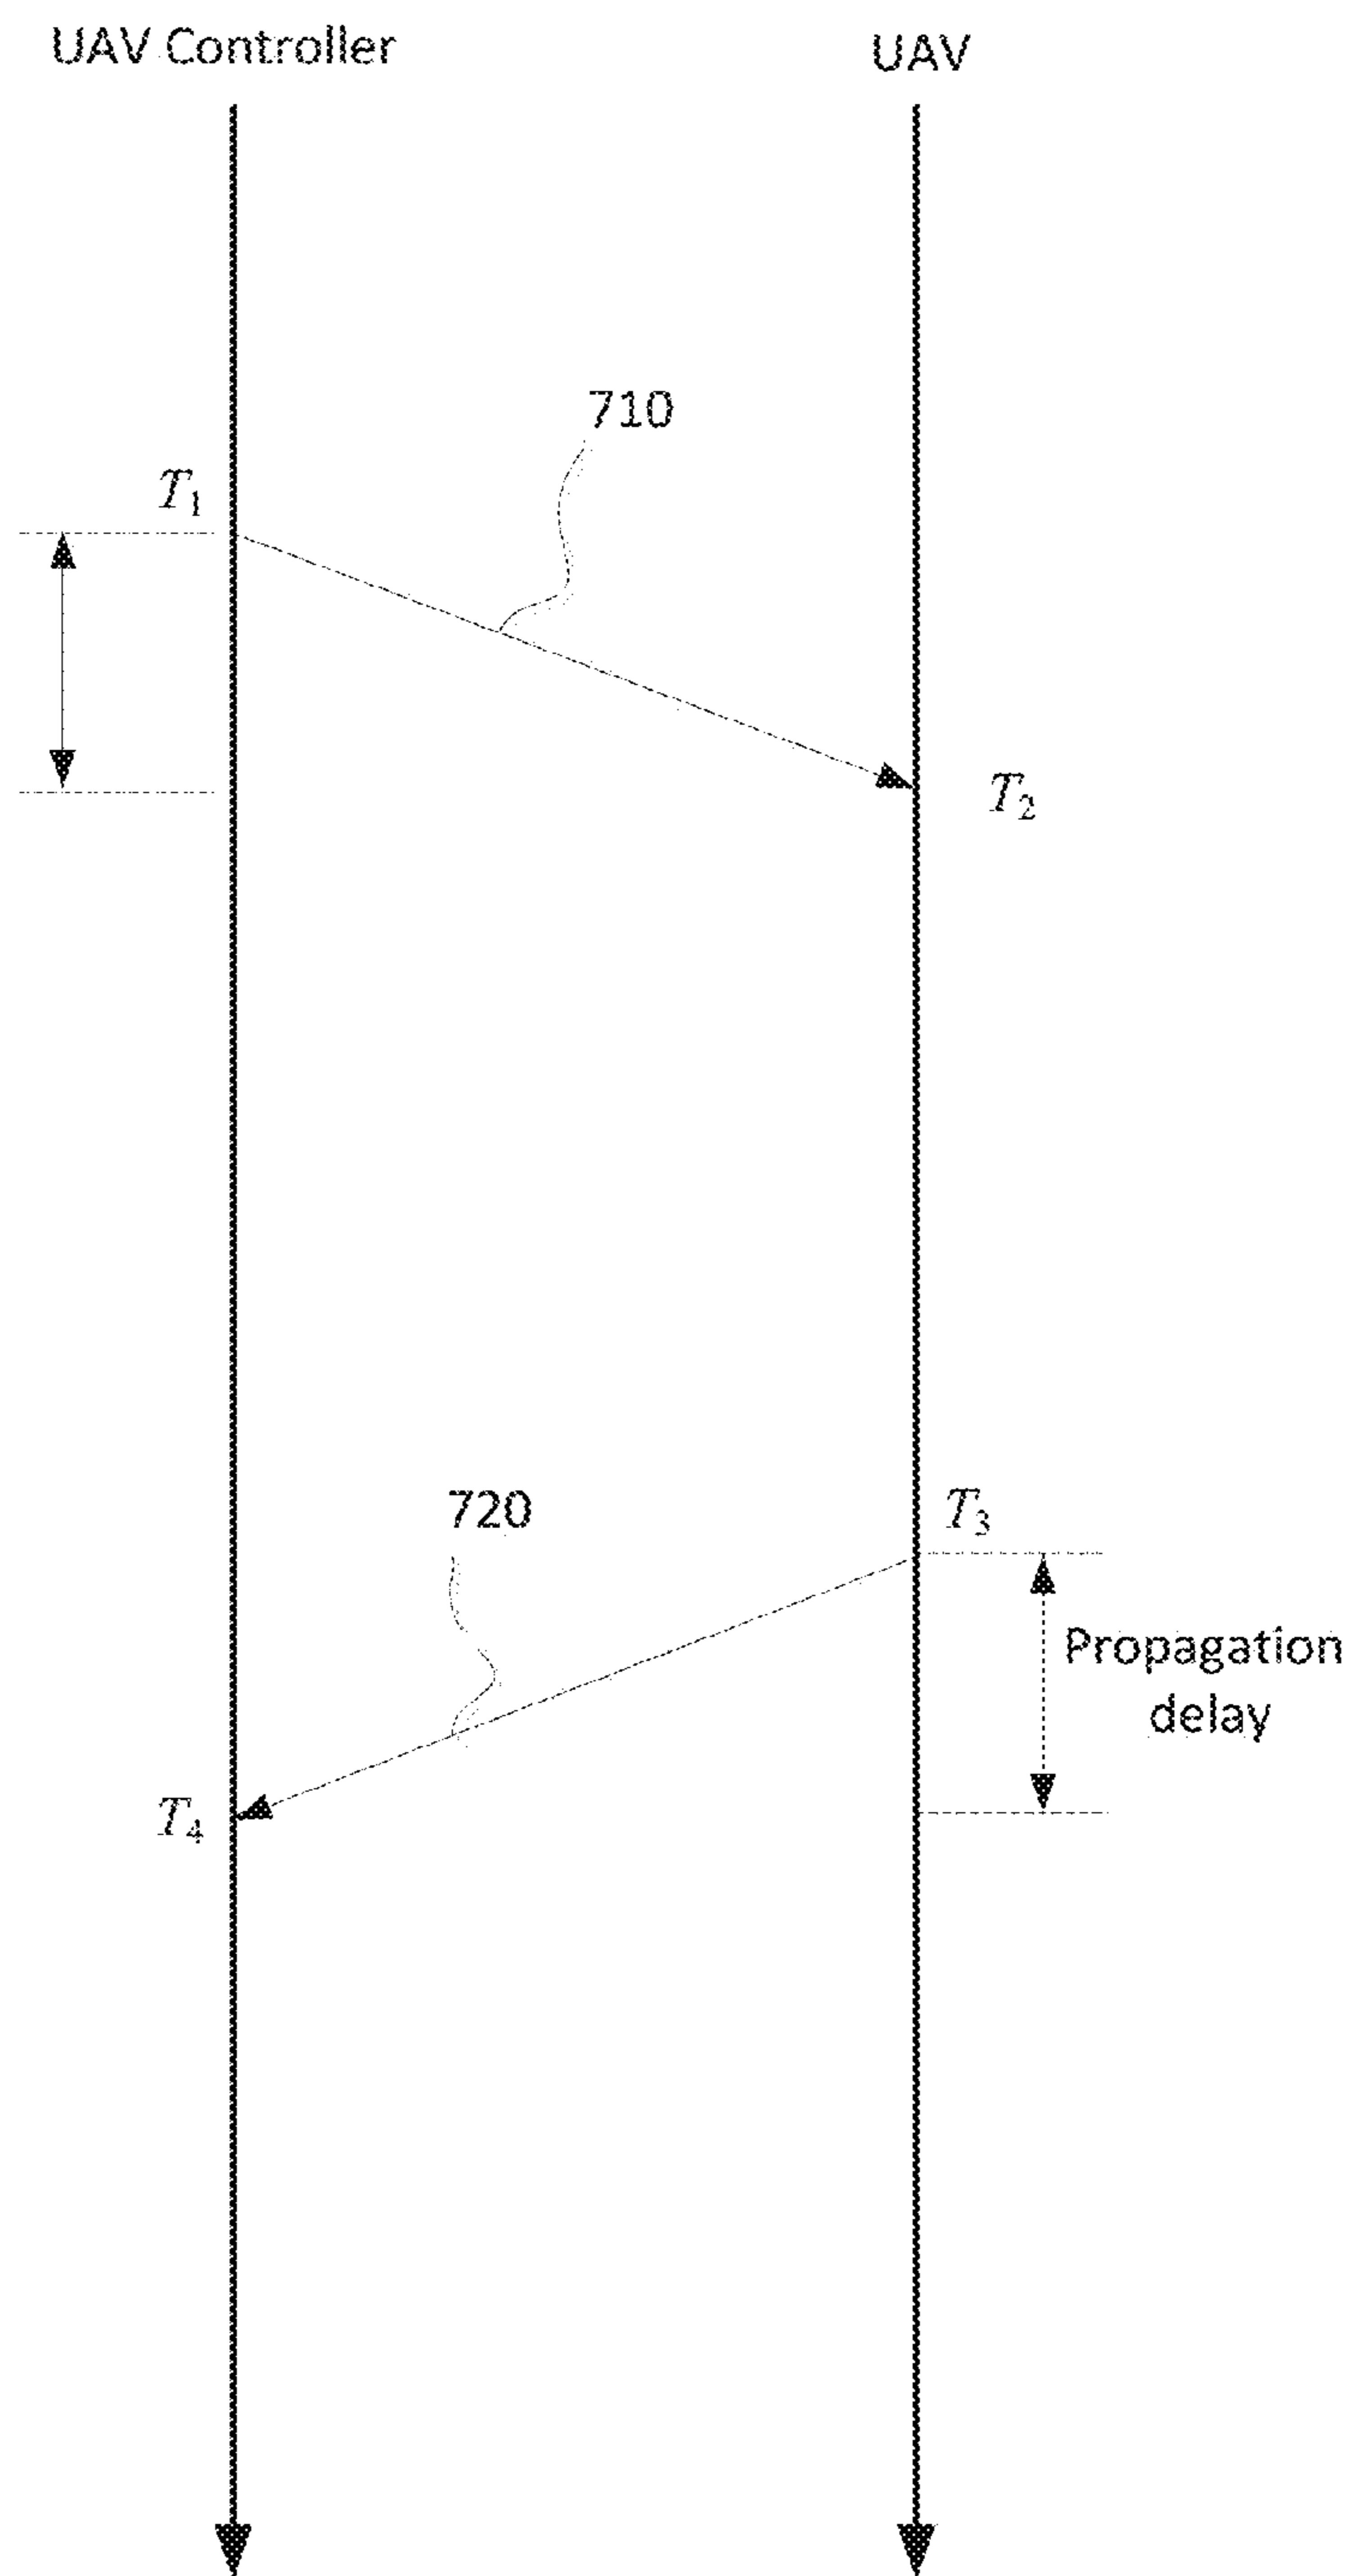 UAV Controller
UAV
710
T₁
T₂
720
T₃
Propagation
delay
T₄